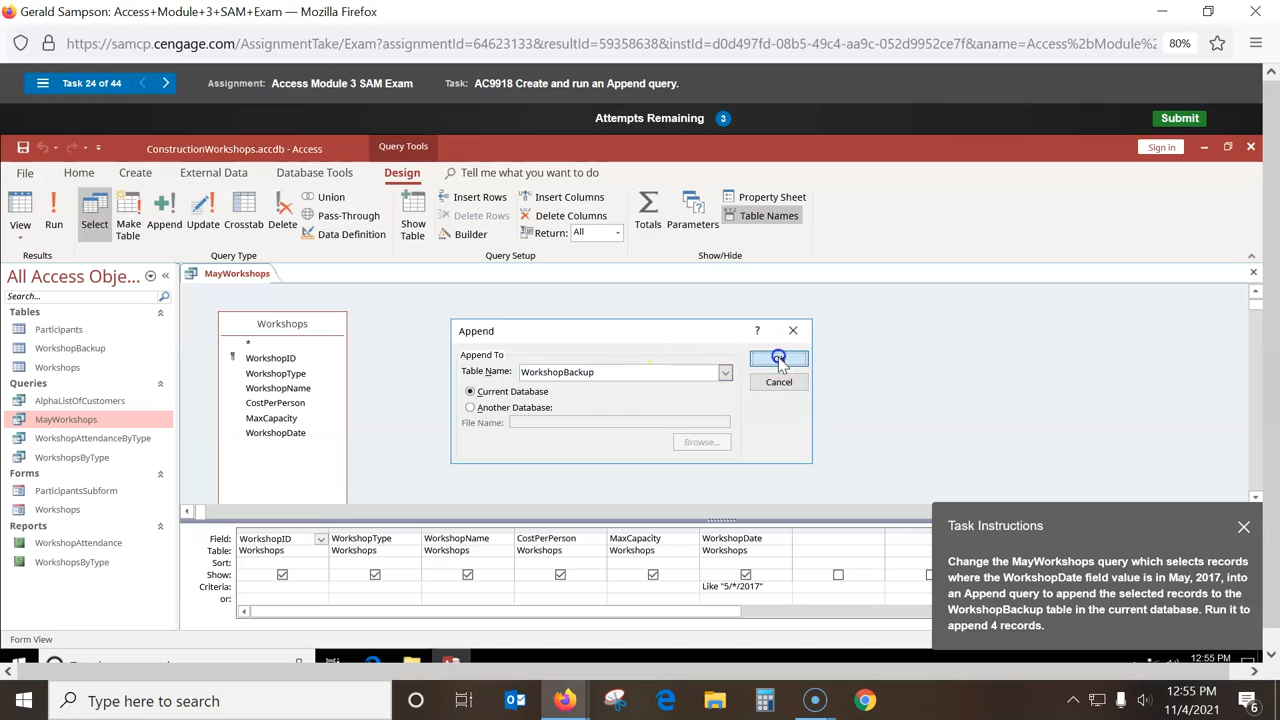 Gerald Sampson: Access+Module+3+SAM+Exam — Mozilla Firefox
https://samcp.cengage.com/AssignmentTake/Exam?assignmentId=64623133&resultId=59358638&instId=d0d497fd-08b5-49c4-aa9c-052d9952ce7f&aname=Access%2bModule%
80%
Task 24 of 44
Assignment: Access Module 3 SAM Exam
Task: AC9918 Create and run an Append query.
Attempts Remaining 3
Submit
ConstructionWorkshops.accdb - Access
Query Tools
Sign in
File Home Create External Data Database Tools Design Tell me what you want to do
View
Run
Select
Make Table
Append
Update
Crosstab
Delete
Union
Pass-Through
Data Definition
Show Table
Insert Rows
Delete Rows
Builder
Insert Columns
Delete Columns
Return: All
Totals
Parameters
Property Sheet
Table Names
Results
Query Type
Query Setup
Show/Hide
All Access Obje...
Search...
Tables
Participants
WorkshopBackup
Workshops
Queries
AlphaListOfCustomers
MayWorkshops
WorkshopAttendanceByType
WorkshopsByType
Forms
ParticipantsSubform
Workshops
Reports
WorkshopAttendance
WorkshopsByType
MayWorkshops
Workshops
*
WorkshopID
WorkshopType
WorkshopName
CostPerPerson
MaxCapacity
WorkshopDate
Append
?
Append To
Table Name: WorkshopBackup
Current Database
Another Database:
File Name:
Browse...
Cancel
Field: WorkshopID WorkshopType WorkshopName CostPerPerson MaxCapacity WorkshopDate
Table: Workshops Workshops Workshops Workshops Workshops Workshops
Sort:
Show:
Criteria: Like "5/*/2017"
or:
Task Instructions
Change the MayWorkshops query which selects records
where the WorkshopDate field value is in May, 2017, into
an Append query to append the selected records to the
WorkshopBackup table in the current database. Run it to
append 4 records.
Form View
12:55 PM
Type here to search
12:55 PM
11/4/2021
6